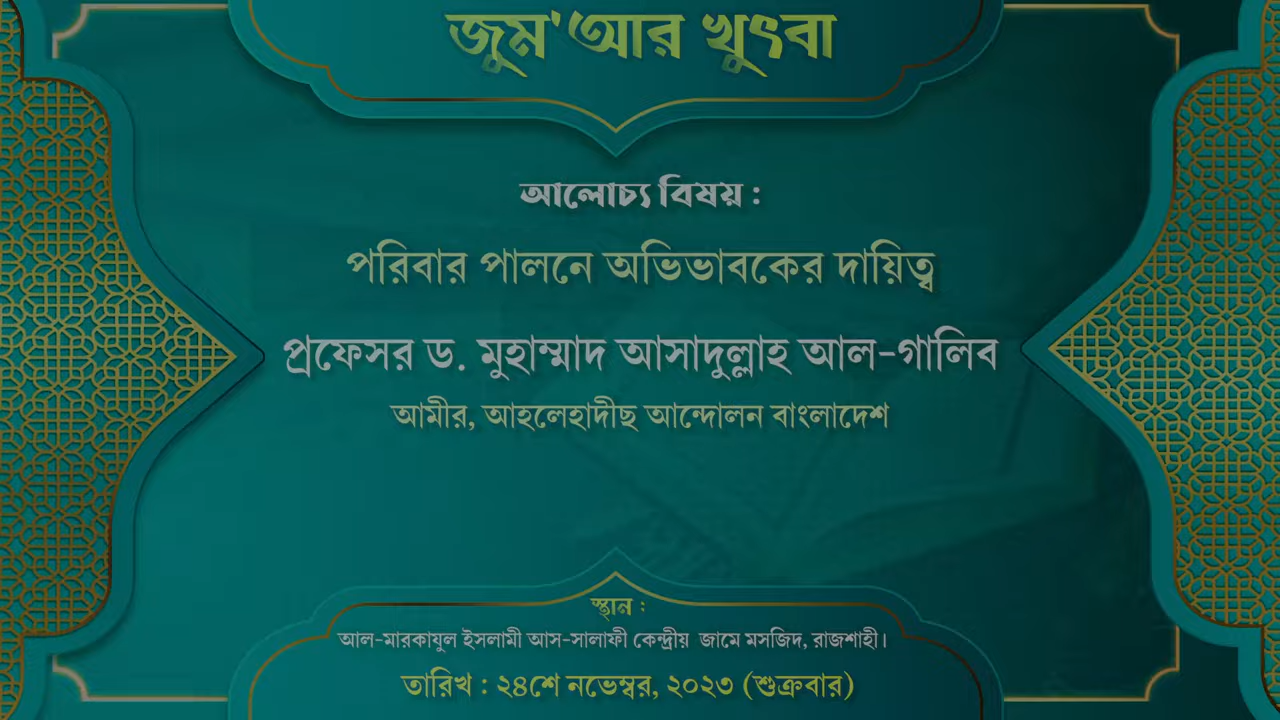 জুম'আর খুৎবা
আলোচ্য বিষয় :
পরিবার পালনে অভিভাবকের দায়িত্ব
প্রফেসর ড. মুহাম্মাদ আসাদুল্লাহ আল-গালিব
আমীর, আহলেহাদীছ আন্দোলন বাংলাদেশ
স্থান :
আল-মারকাযুল ইসলামী আস-সালাফী কেন্দ্রীয় জামে মসজিদ, রাজশাহী।
তারিখ : ২৪শে নভেম্বর, ২০২৩ (শুক্রবার)